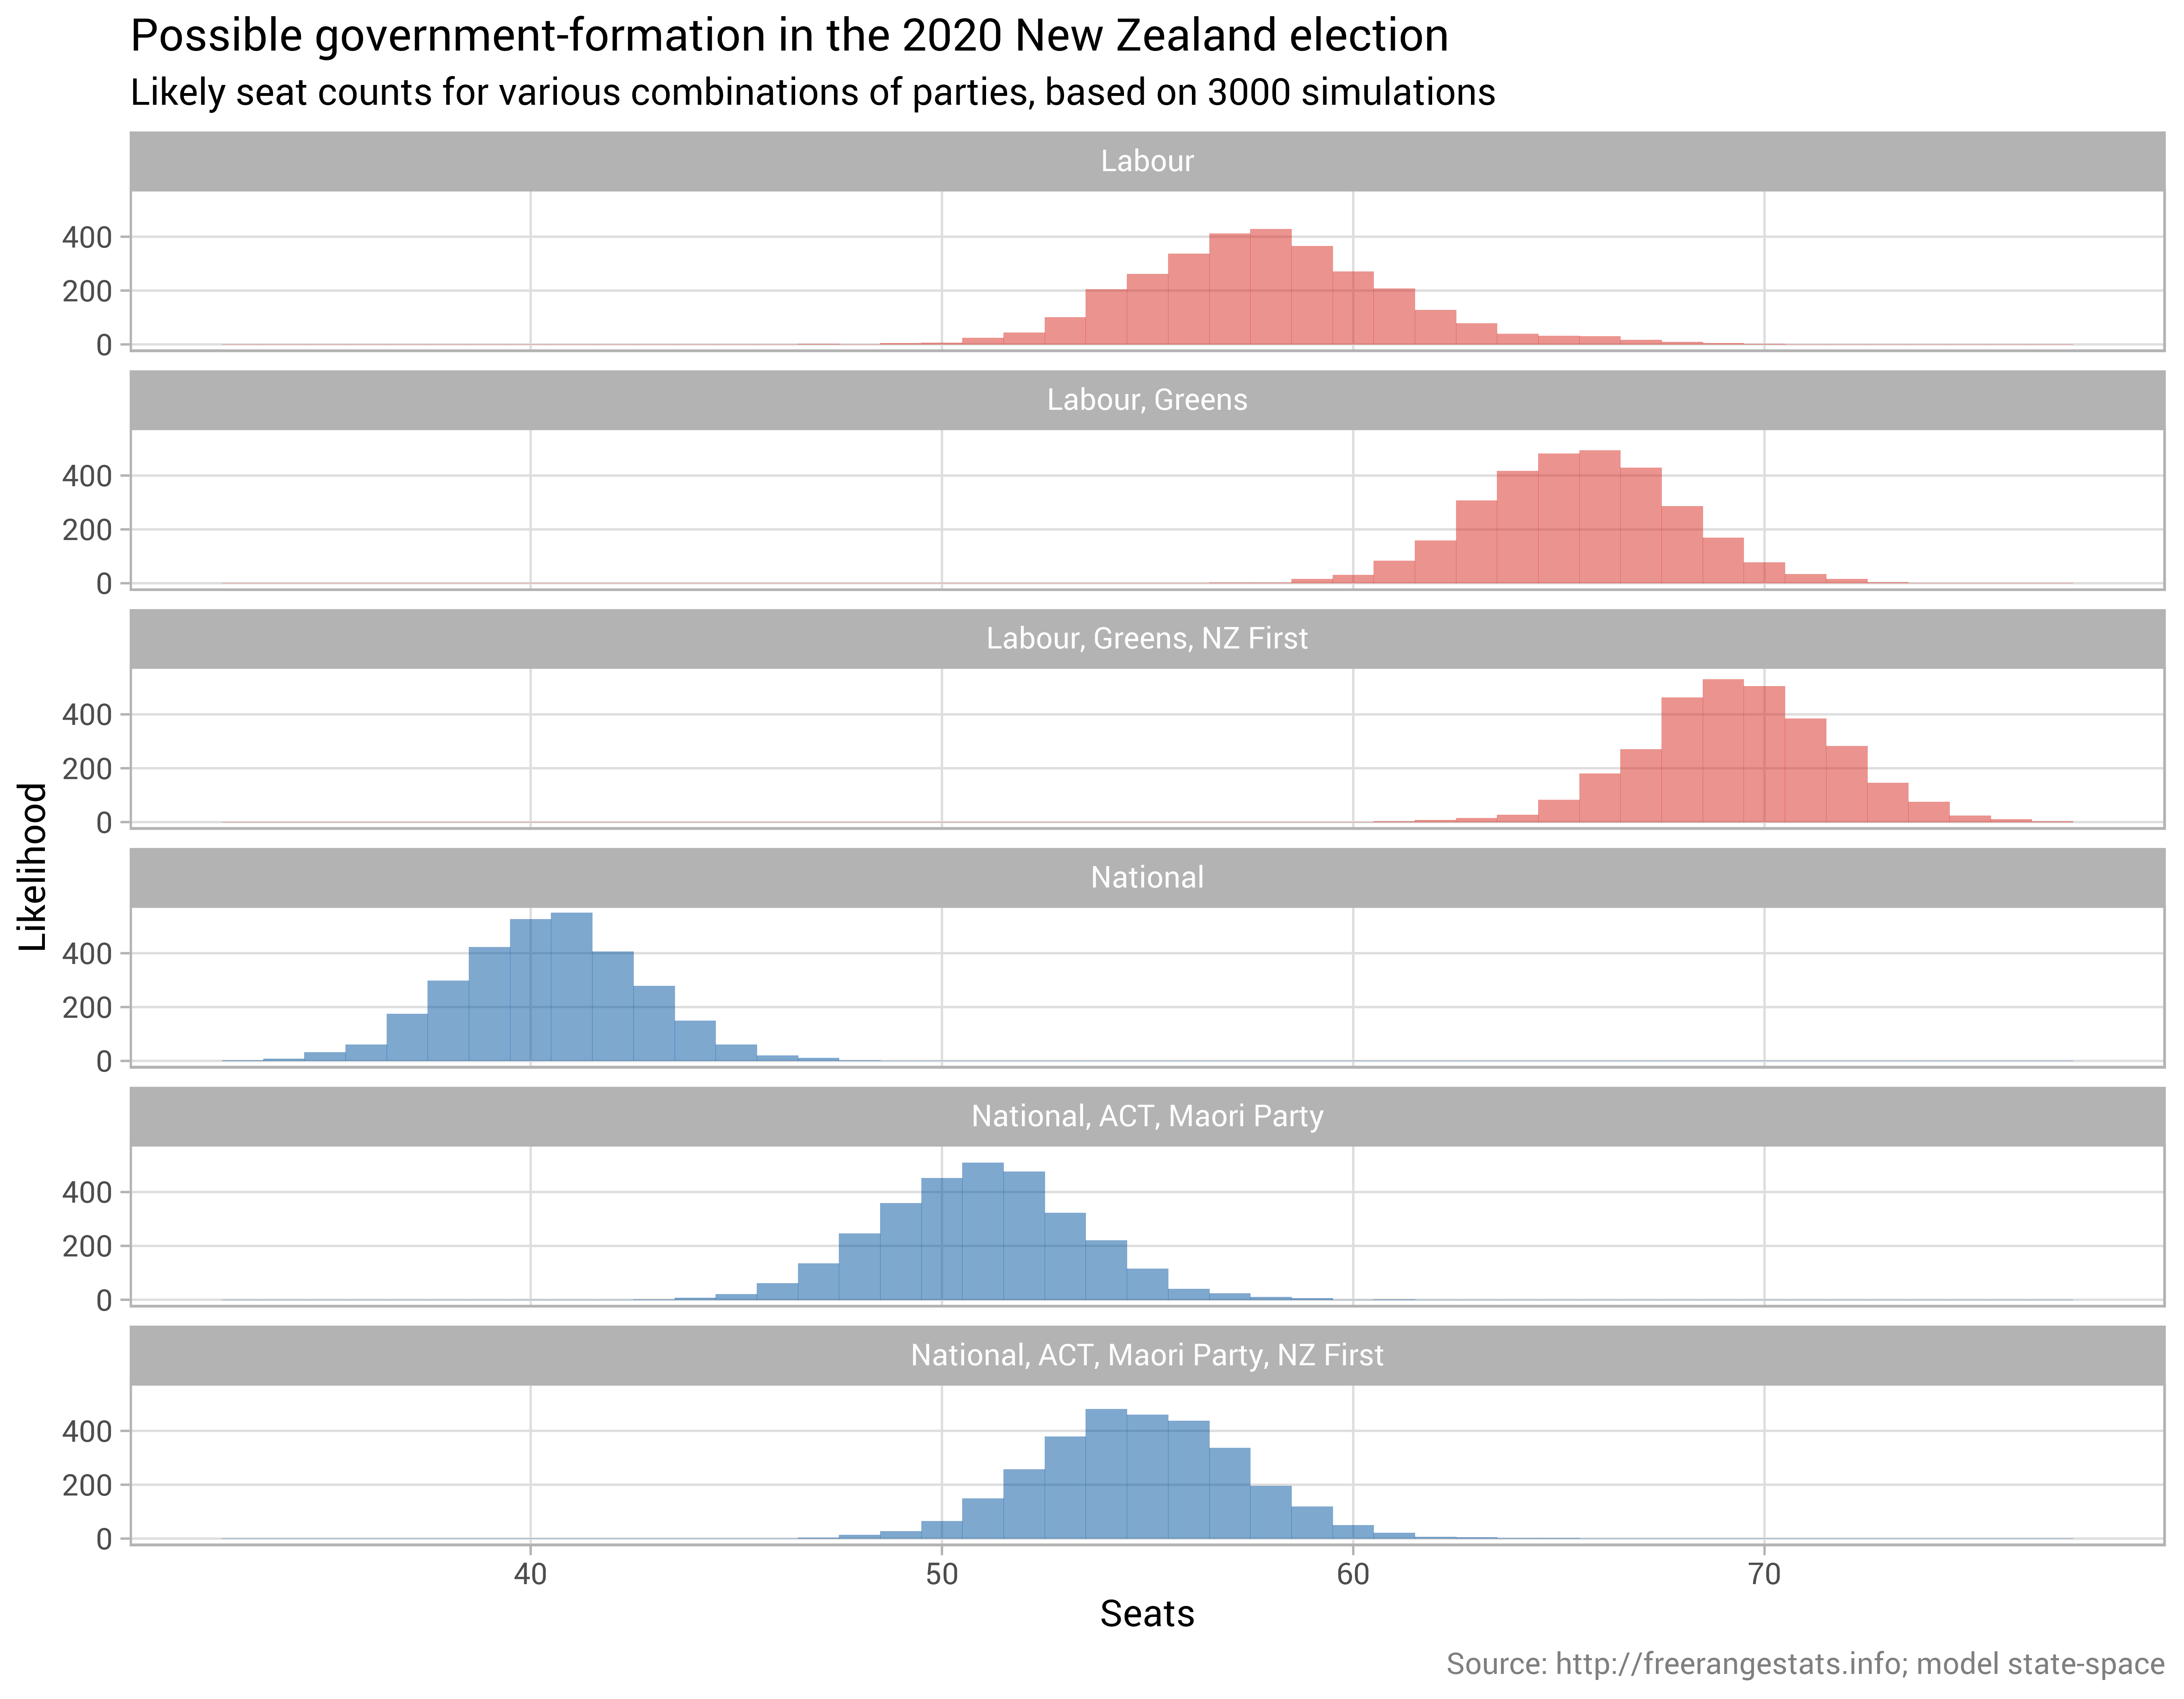 Possible government-formation in the 2020 New Zealand election
Likely seat counts for various combinations of parties, based on 3000 simulations
Labour
400
200
0
Labour, Greens
400
200
0
Labour, Greens, NZ First
400
200
0
National
400
200
0
National, ACT, Maori Party
400
200
0
National, ACT, Maori Party, NZ First
400
200
0
Likelihood
40 50 60 70
Seats
Source: http://freerangestats.info; model state-space